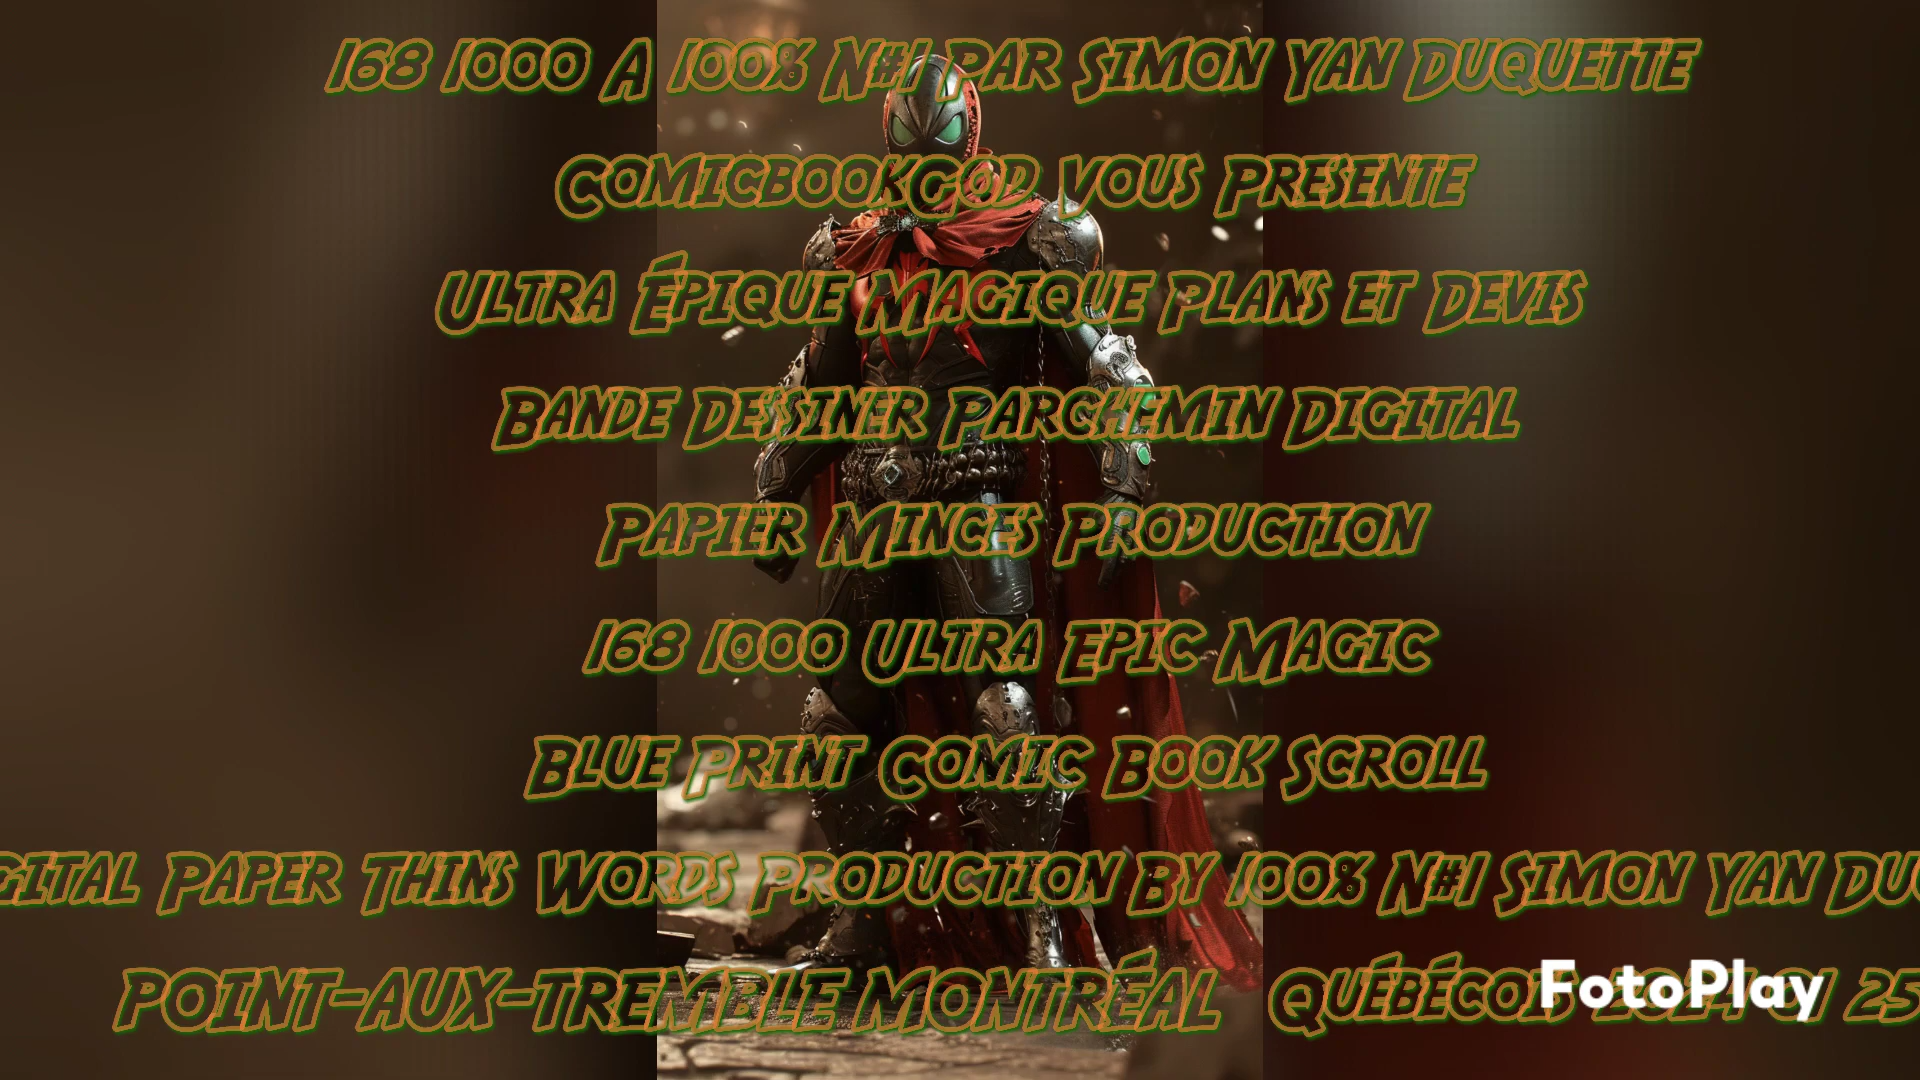 168 1000 A 100% N#1 Par Simon Yan Duquette
ComicbookGod Vous Presente
Ultra Épique Magique Plans et Devis
Bande Dessiner Parchemin Digital
Papier Minces Production
168 1000 Ultra Epic Magic
Blue Print Comic Book Scroll
gital Paper Thins Words Production By 100% N#1 Simon Yan Duq
POINT-AUX-TREMBLE MONTRÉAL Québécois 25
FotoPlay